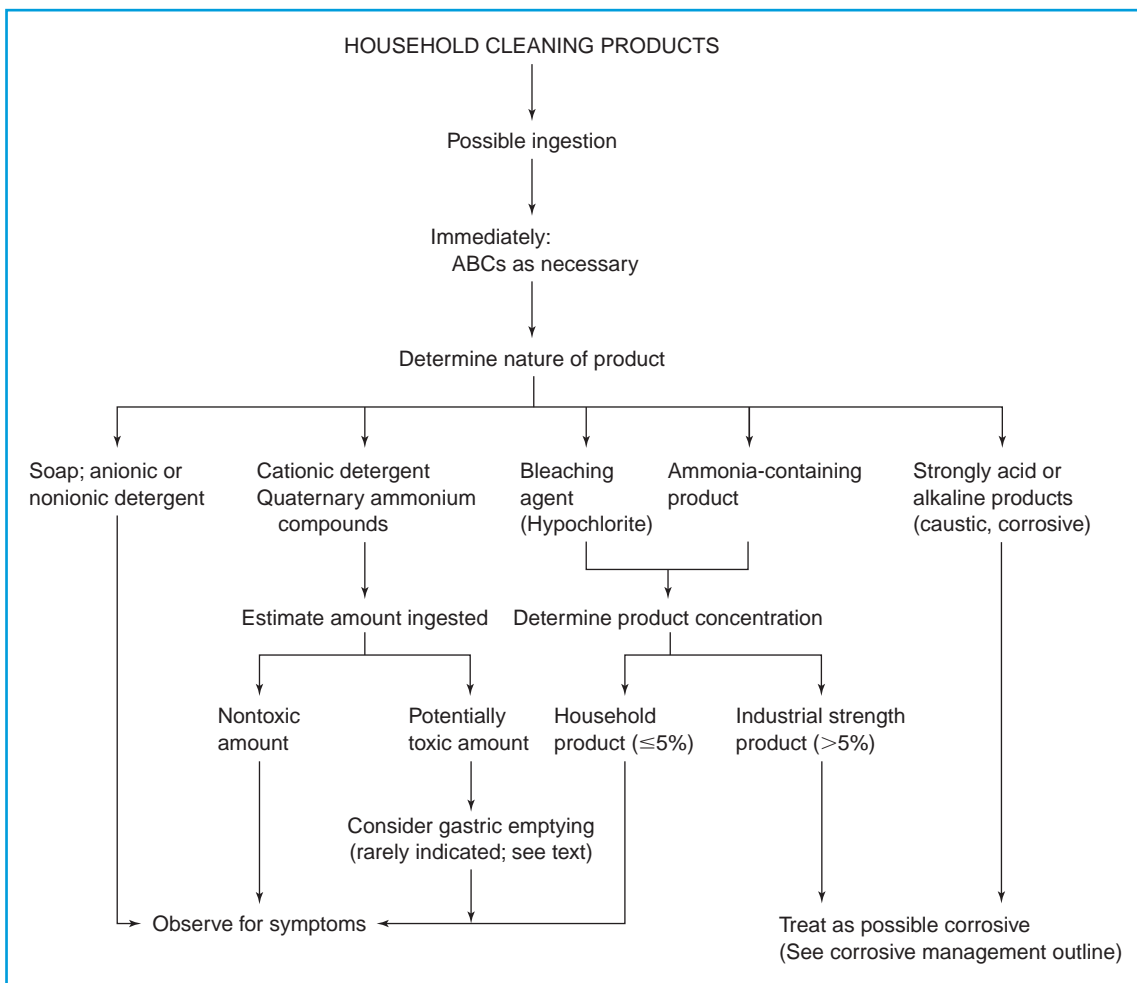 HOUSEHOLD CLEANING PRODUCTS
Possible ingestion
Immediately:
ABCs as necessary
Determine nature of product
Soap; anionic or
nonionic detergent
Cationic detergent
Quaternary ammonium
compounds
Bleaching
agent
(Hypochlorite)
Ammonia-containing
product
Strongly acid or
alkaline products
(caustic, corrosive)
Estimate amount ingested
Determine product concentration
Nontoxic
amount
Potentially
toxic amount
Household
product (≤5%)
Industrial strength
product (>5%)
Consider gastric emptying
(rarely indicated; see text)
Observe for symptoms
Treat as possible corrosive
(See corrosive management outline)